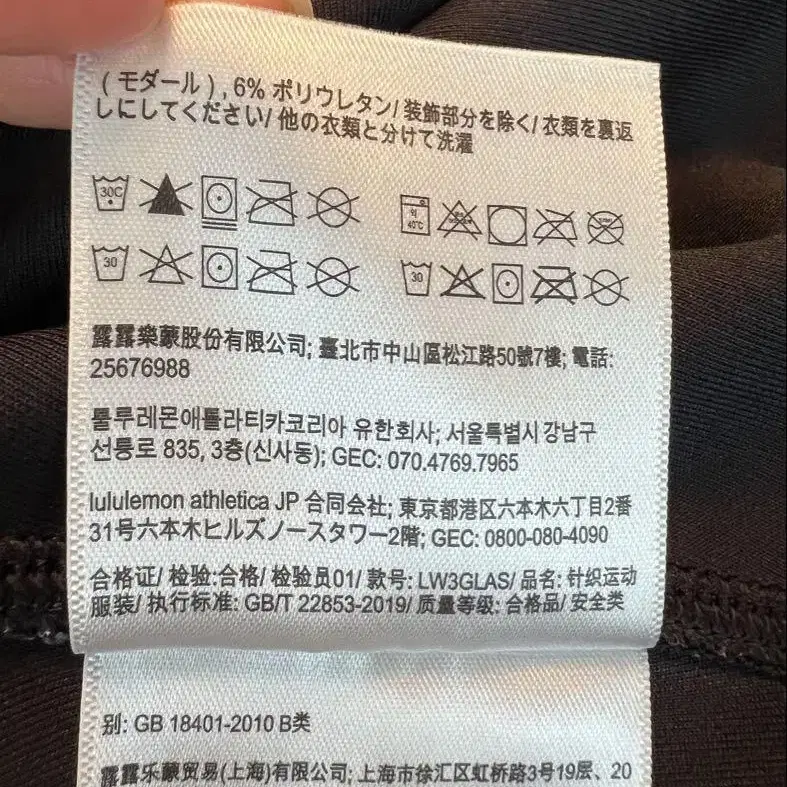 (モダール), 6% ポリウレタン/ 装飾部分を除く/ 衣類を裏返
しにしてください/ 他の衣類と分けて洗濯
30C
약
40°C
30
30
露露樂蒙股份有限公司; 臺北市中山區松江路50號7樓; 電話:
25676988
룰루레몬애틀라티카코리아 유한회사; 서울특별시 강남구
선릉로 835, 3층(신사동); GEC: 070.4769.7965
lululemon athletica JP 合同会社; 東京都港区六本木六丁目2番
31号六本木ヒルズノースタワー2階; GEC: 0800-080-4090
合格证/ 检验:合格/ 检验员01/ 款号: LW3GLAS/ 品名: 针织运动
服装/ 执行标准: GB/T 22853-2019/ 质量等级: 合格品/ 安全类
别: GB 18401-2010 B类
露露乐蒙贸易(上海)有限公司; 上海市徐汇区虹桥路3号19层、20